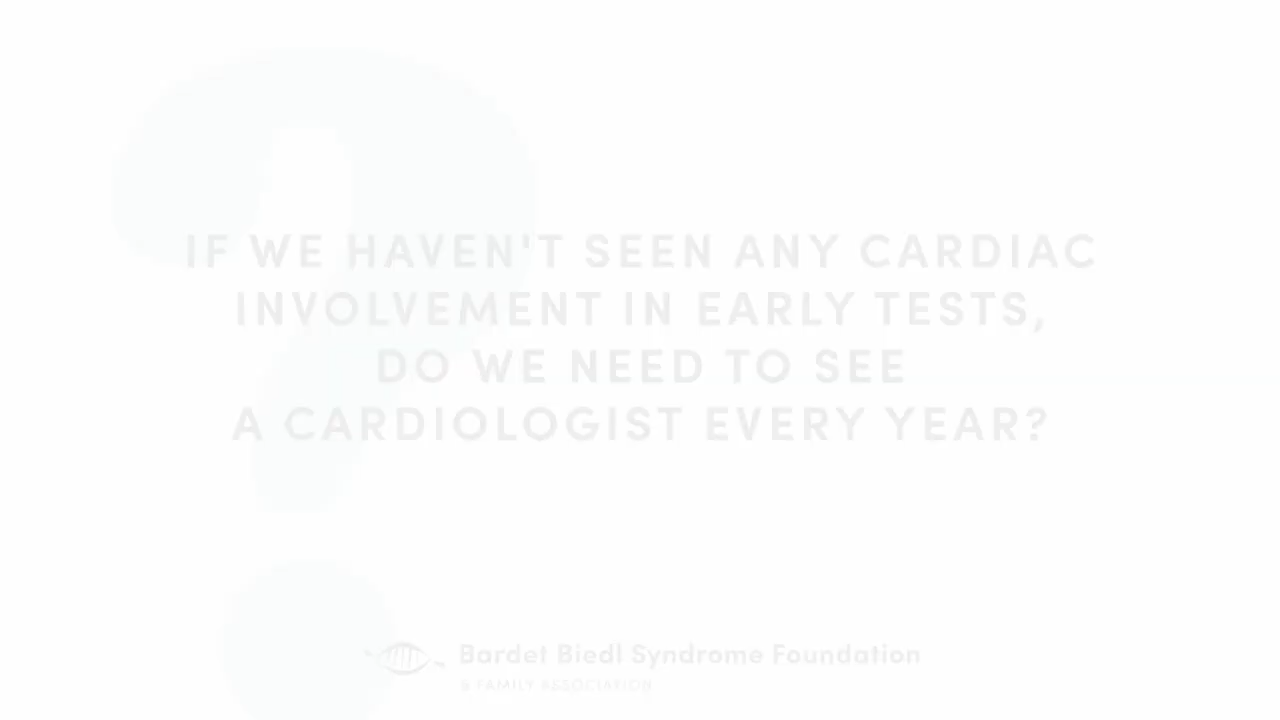 IF WE HAVEN'T SEEN ANY CARDIAC
INVOLVEMENT IN EARLY TESTS,
DO WE NEED TO SEE
A CARDIOLOGIST EVERY YEAR?
Bardet Biedl Syndrome Foundation
& FAMILY ASSOCIATION